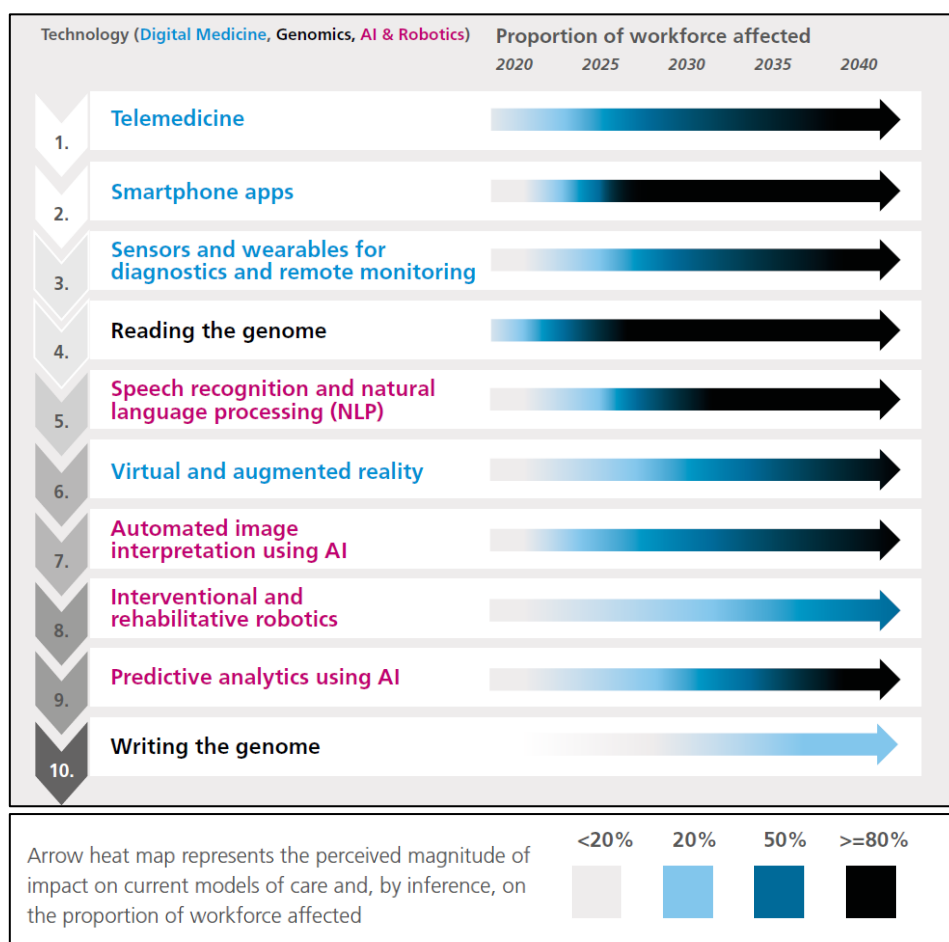 Technology (Digital Medicine, Genomics, AI & Robotics)
Proportion of workforce affected
2020 2025 2030 2035 2040
1.
Telemedicine
2.
Smartphone apps
3.
Sensors and wearables for
diagnostics and remote monitoring
4.
Reading the genome
5.
Speech recognition and natural
language processing (NLP)
6.
Virtual and augmented reality
7.
Automated image
interpretation using AI
8.
Interventional and
rehabilitative robotics
9.
Predictive analytics using AI
10.
Writing the genome
Arrow heat map represents the perceived magnitude of
impact on current models of care and, by inference, on
the proportion of workforce affected
<20% 20% 50% >=80%